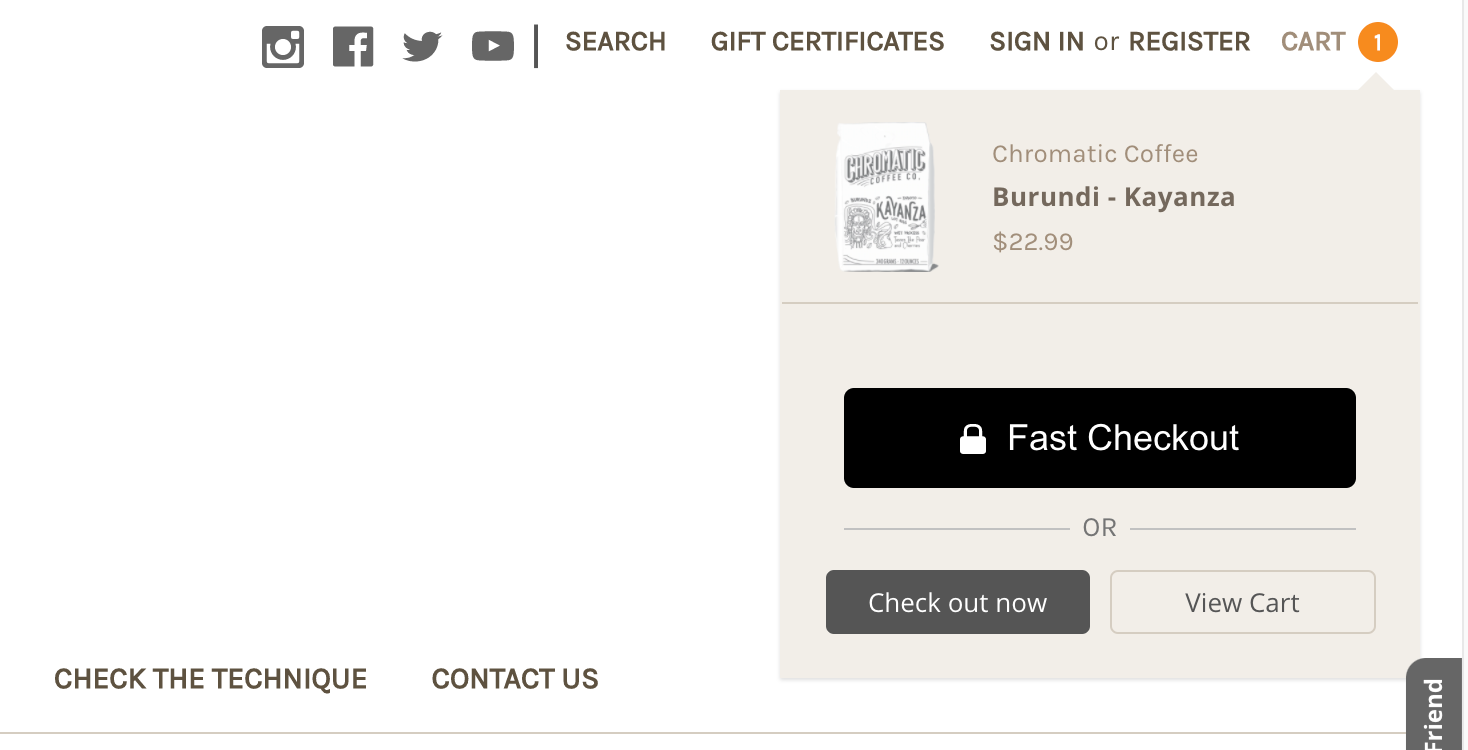 SEARCH GIFT CERTIFICATES SIGN IN or REGISTER CART 1
Chromatic Coffee
Burundi - Kayanza
$22.99
CHROMATIC
COFFEE CO.
BURUNDI
KAYANZA
Fast Checkout
OR
Check out now
View Cart
CHECK THE TECHNIQUE CONTACT US
Friend